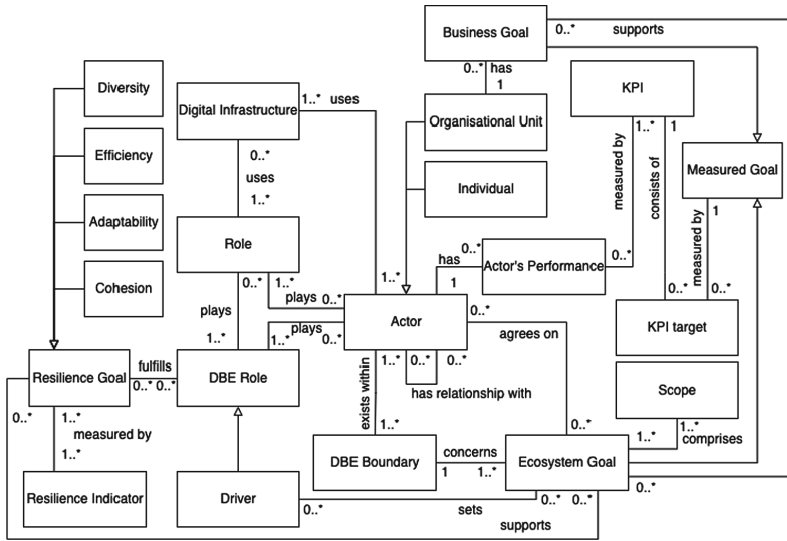 Business Goal
0..*
supports
0..* has
1
KPI
Diversity
Digital Infrastructure
1..* uses
Organisational Unit
1..*
1
Efficiency
0..*
uses
1..*
Individual
measured by
consists of
Measured Goal
1
Adaptability
Role
measured by
0..*
has
1
Actor's Performance
0..*
Cohesion
0..*
1..*
plays
0..*
1..*
plays
1..*
plays
1..*
0..*
Actor
0..*
agrees on
0..*
0..*
KPI target
Resilience Goal
fulfills
0..*
0..*
DBE Role
1..*
0..*
0..*
has relationship with
exists within
1..*
Scope
0..*
1..*
measured by
1..*
0..*
1..*
1..*
comprises
DBE Boundary
concerns
1
1..*
Ecosystem Goal
0..*
Resilience Indicator
Driver
0..*
sets
0..*
0..*
supports